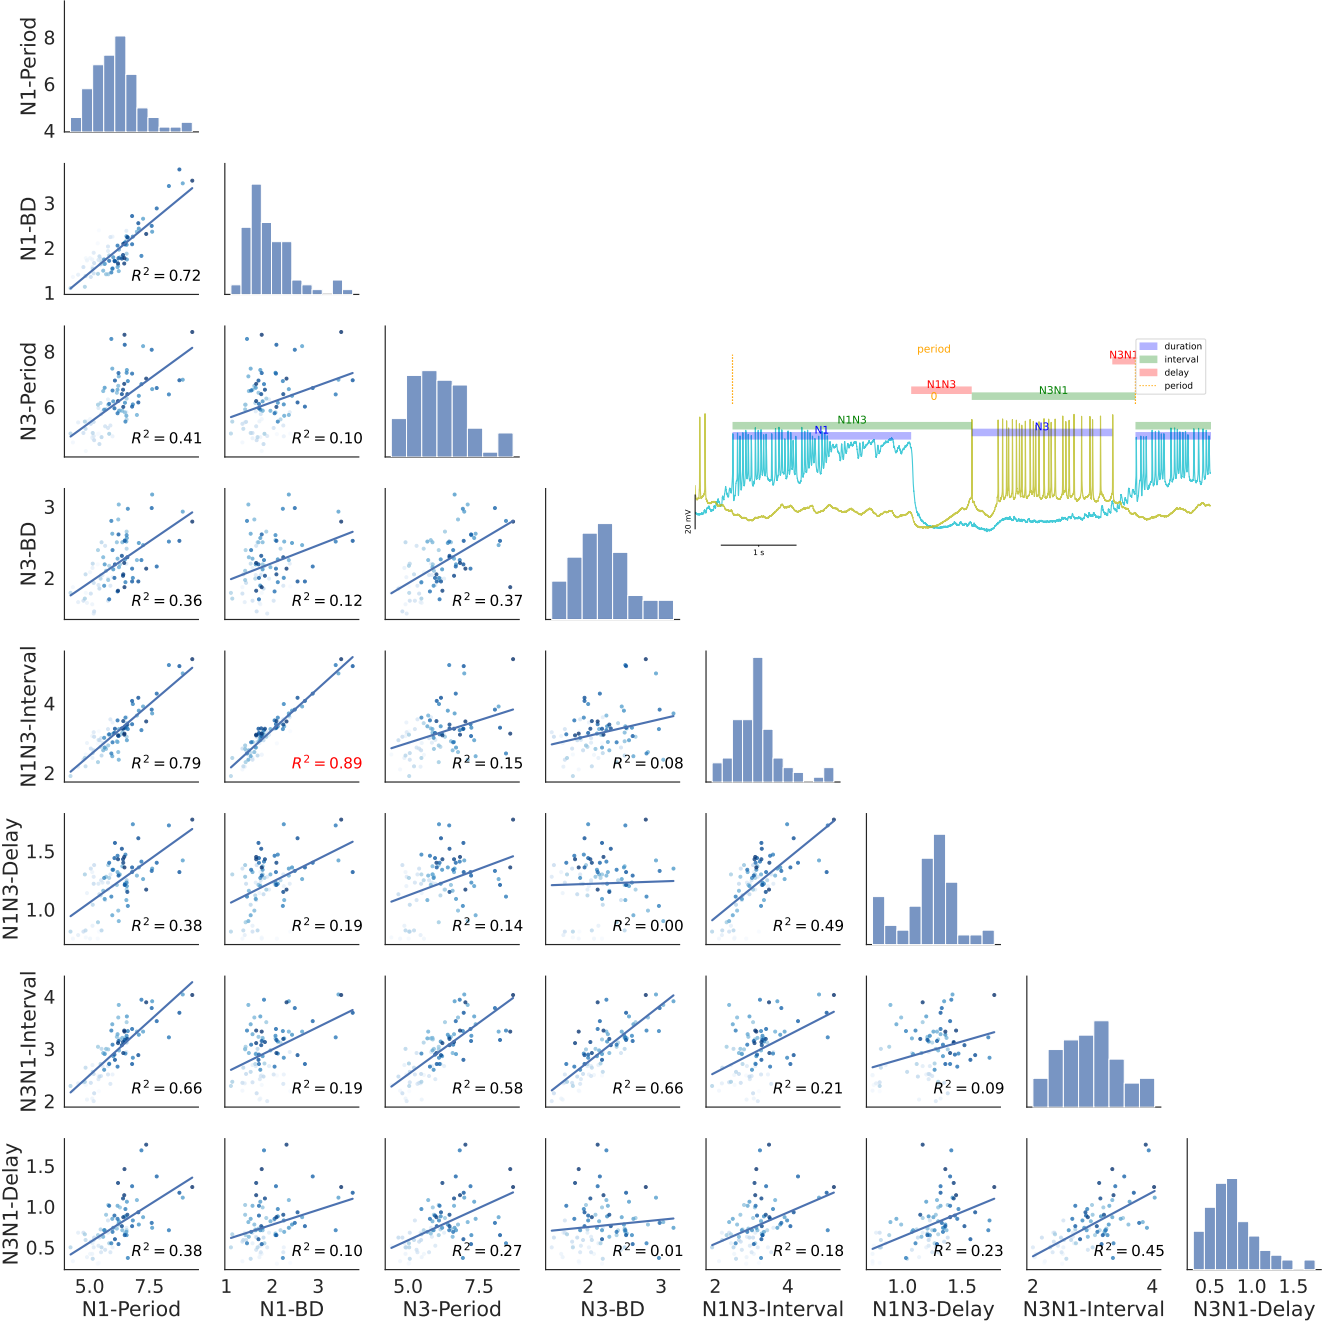 N1-Period
8
6
4
N1-BD
3
2
1
R² = 0.72
N3-Period
8
6
R² = 0.41
R² = 0.10
period
N1N3
0
N3N1
N3N1
duration
interval
delay
period
N1N3
N1
N3
20 mV
1 s
N3-BD
3
2
R² = 0.36
R² = 0.12
R² = 0.37
N1N3-Interval
4
2
R² = 0.79
R² = 0.89
R² = 0.15
R² = 0.08
N1N3-Delay
1.5
1.0
R² = 0.38
R² = 0.19
R² = 0.14
R² = 0.00
R² = 0.49
N3N1-Interval
4
3
2
R² = 0.66
R² = 0.19
R² = 0.58
R² = 0.66
R² = 0.21
R² = 0.09
N3N1-Delay
1.5
1.0
0.5
R² = 0.38
R² = 0.10
R² = 0.27
R² = 0.01
R² = 0.18
R² = 0.23
R² = 0.45
5.0 7.5 1 2 3 5.0 7.5 2 3 2 4 1.0 1.5 2 4 0.5 1.0 1.5
N1-Period N1-BD N3-Period N3-BD N1N3-Interval N1N3-Delay N3N1-Interval N3N1-Delay